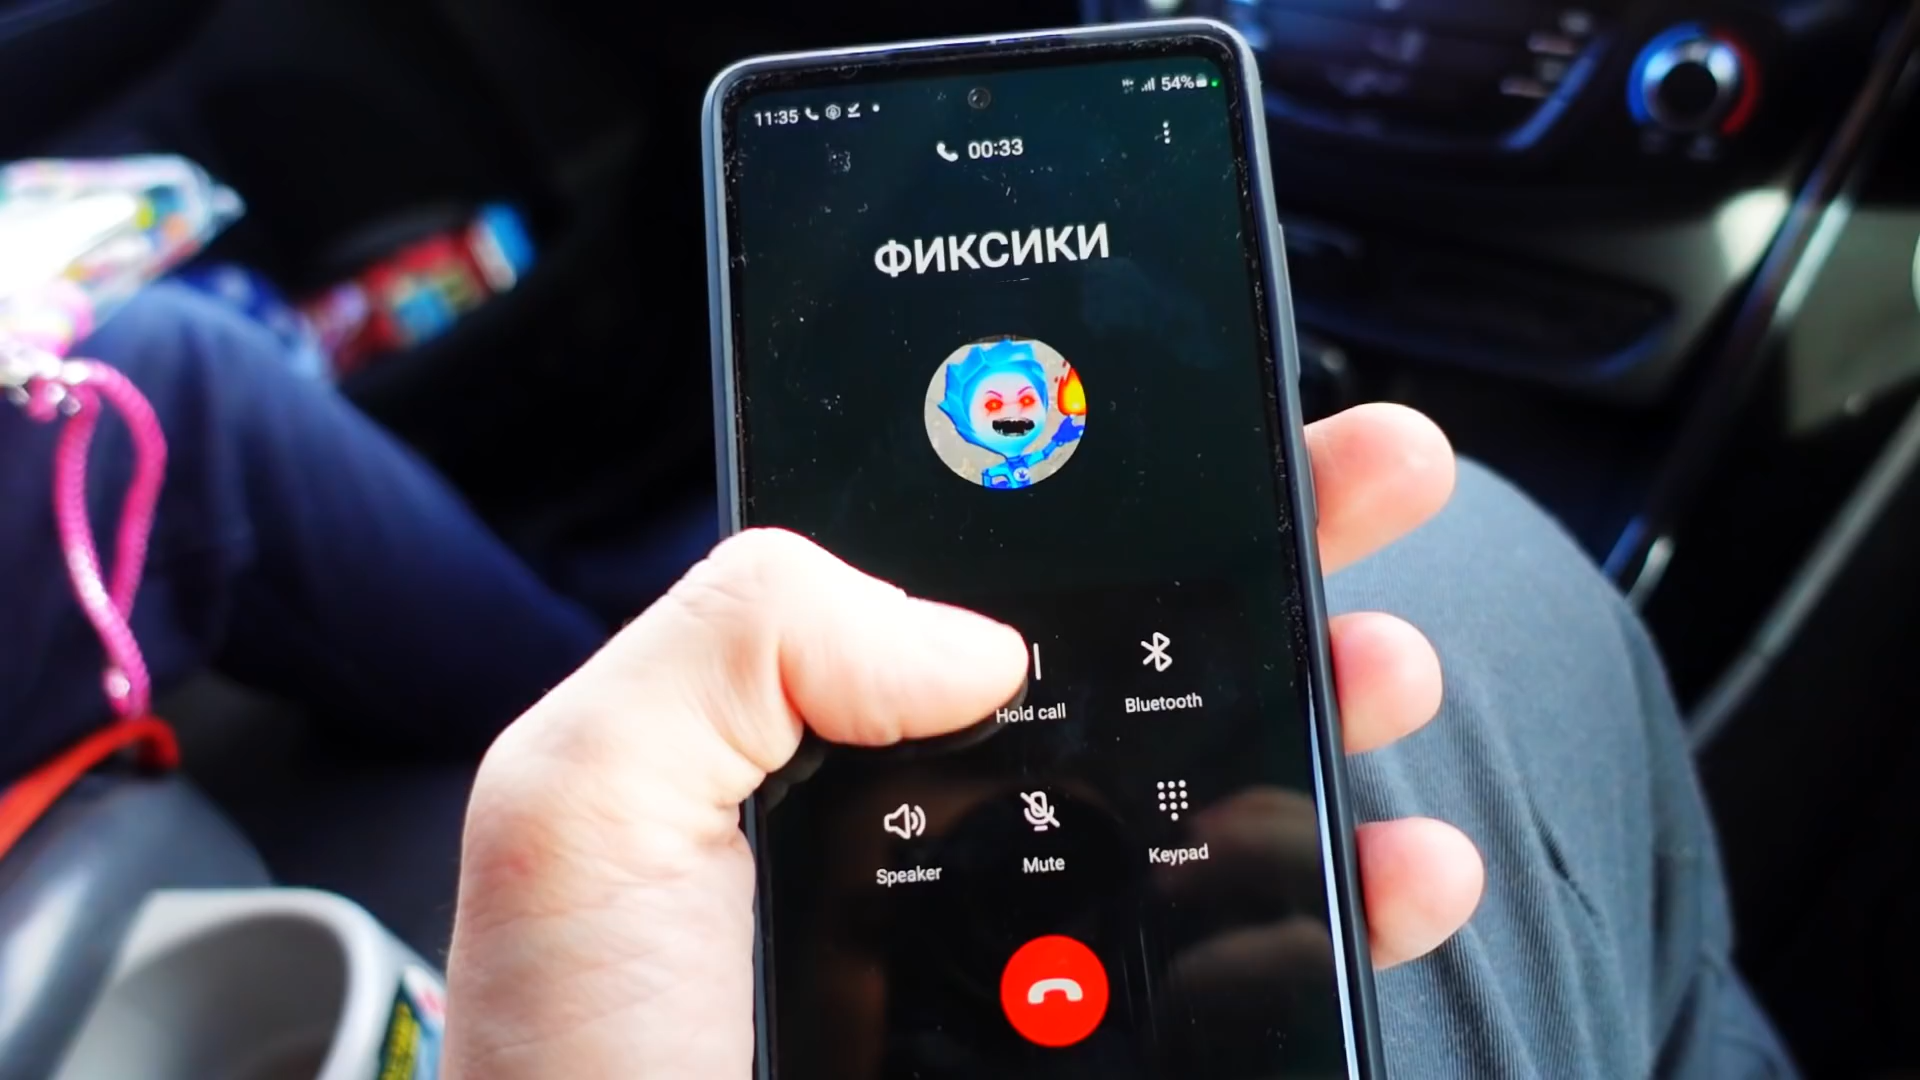 11:35
54%
00:33
ФИКСИКИ
Hold call
Bluetooth
Speaker
Mute
Keypad